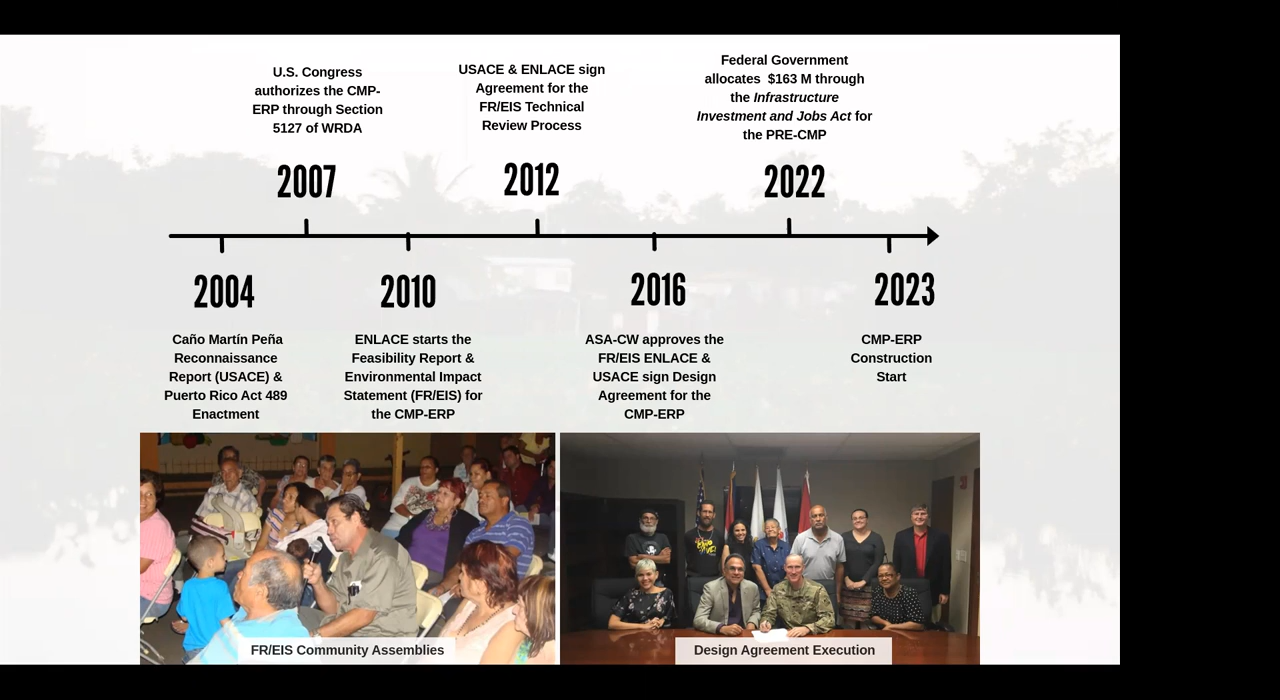 U.S. Congress
authorizes the CMP-
ERP through Section
5127 of WRDA
USACE & ENLACE sign
Agreement for the
FR/EIS Technical
Review Process
Federal Government
allocates $163 M through
the Infrastructure
Investment and Jobs Act for
the PRE-CMP
2007
2012
2022
2004
2010
2016
2023
Caño Martín Peña
Reconnaissance
Report (USACE) &
Puerto Rico Act 489
Enactment
ENLACE starts the
Feasibility Report &
Environmental Impact
Statement (FR/EIS) for
the CMP-ERP
ASA-CW approves the
FR/EIS ENLACE &
USACE sign Design
Agreement for the
CMP-ERP
CMP-ERP
Construction
Start
FR/EIS Community Assemblies
Design Agreement Execution